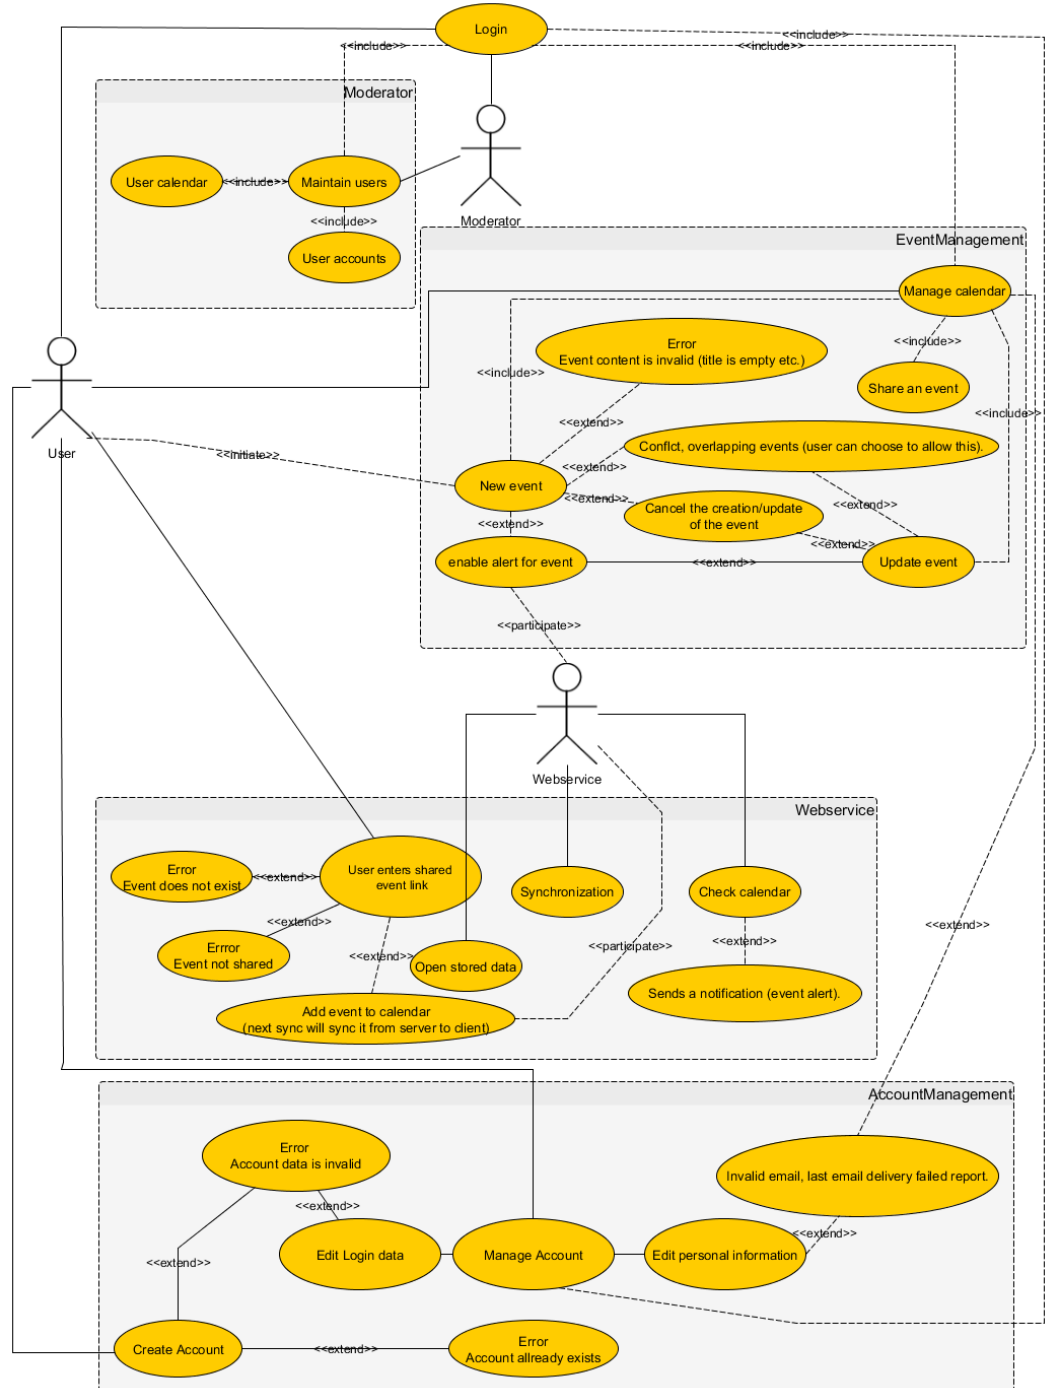 Login
<<include>>
<<include>>
<<include>>
Moderator
User calendar
<<include>>
Maintain users
<<include>>
User accounts
Moderator
EventManagement
Manage calendar
Error
Event content is invalid (title is empty etc.)
<<include>>
<<include>>
Share an event
<<include>>
<<extend>>
User
<<initiate>>
Conflct, overlapping events (user can choose to allow this).
<<extend>>
New event
<<extend>>
Cancel the creation/update
of the event
<<extend>>
<<extend>>
<<extend>>
enable alert for event
<<extend>>
Update event
<<participate>>
Webservice
Webservice
User enters shared
event link
Error
Event does not exist
<<extend>>
Synchronization
Check calendar
<<extend>>
Errror
Event not shared
<<extend>>
Open stored data
<<participate>>
<<extend>>
<<extend>>
Sends a notification (event alert).
Add event to calendar
(next sync will sync it from server to client)
AccountManagement
Error
Account data is invalid
Invalid email, last email delivery failed report.
<<extend>>
<<extend>>
<<extend>>
Edit Login data
Manage Account
Edit personal information
Create Account
<<extend>>
Error
Account allready exists